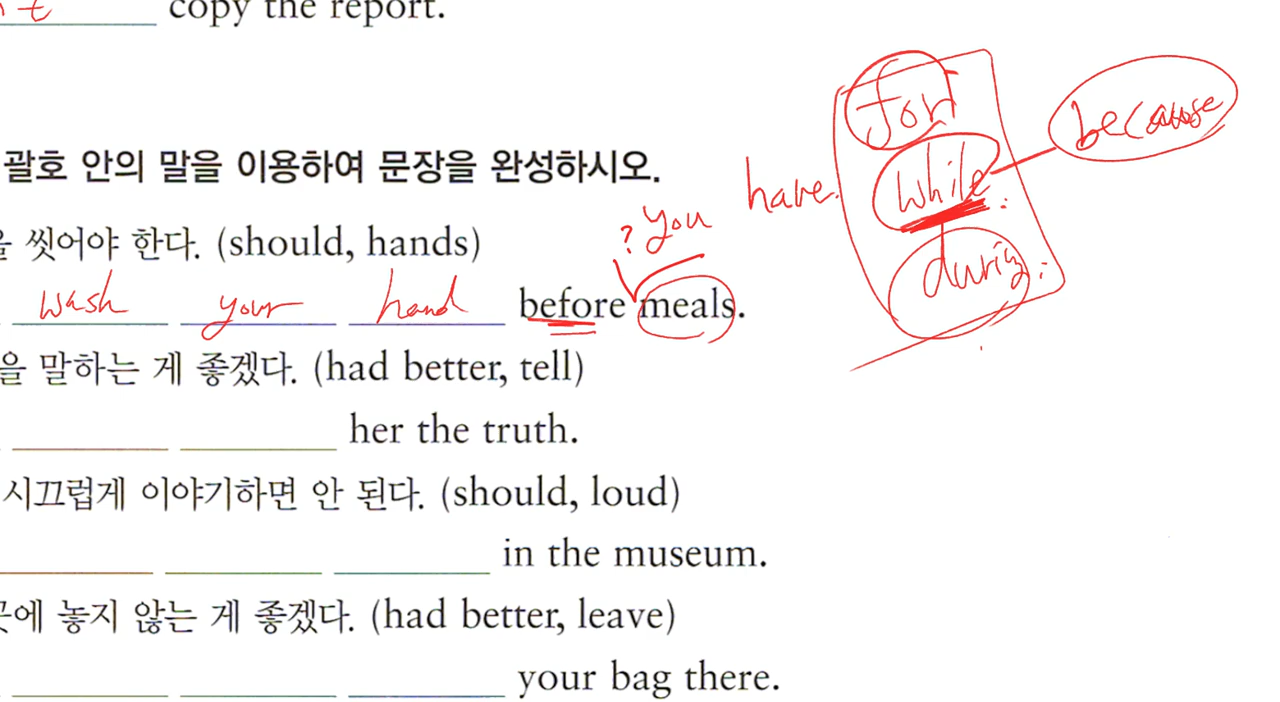 copy the report.
괄호 안의 말을 이용하여 문장을 완성하시오.
for
because
while
have
during
? you
씻어야 한다. (should, hands)
wash your hand before meals.
을 말하는 게 좋겠다. (had better, tell)
her the truth.
시끄럽게 이야기하면 안 된다. (should, loud)
in the museum.
곳에 놓지 않는 게 좋겠다. (had better, leave)
your bag there.